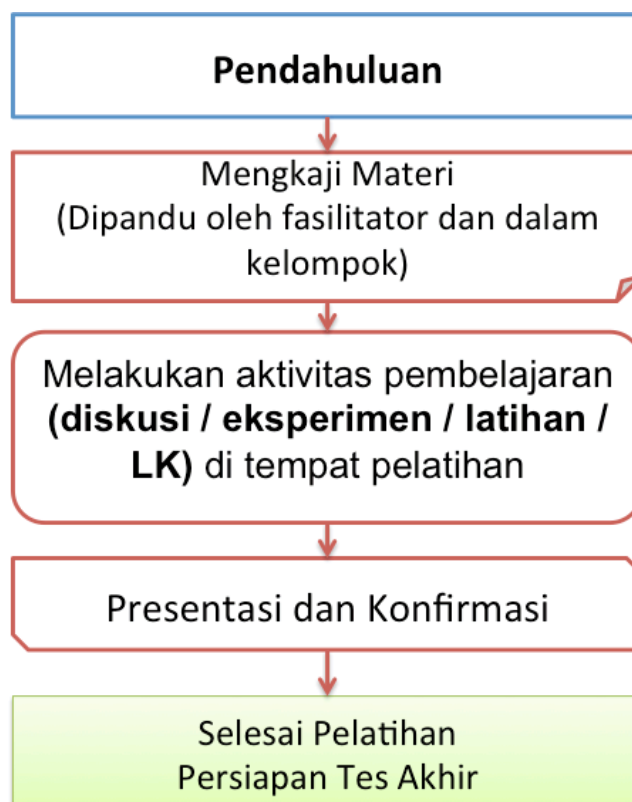 Pendahuluan
Mengkaji Materi
(Dipandu oleh fasilitator dan dalam
kelompok)
Melakukan aktivitas pembelajaran
(diskusi / eksperimen / latihan /
LK) di tempat pelatihan
Presentasi dan Konfirmasi
Selesai Pelatihan
Persiapan Tes Akhir